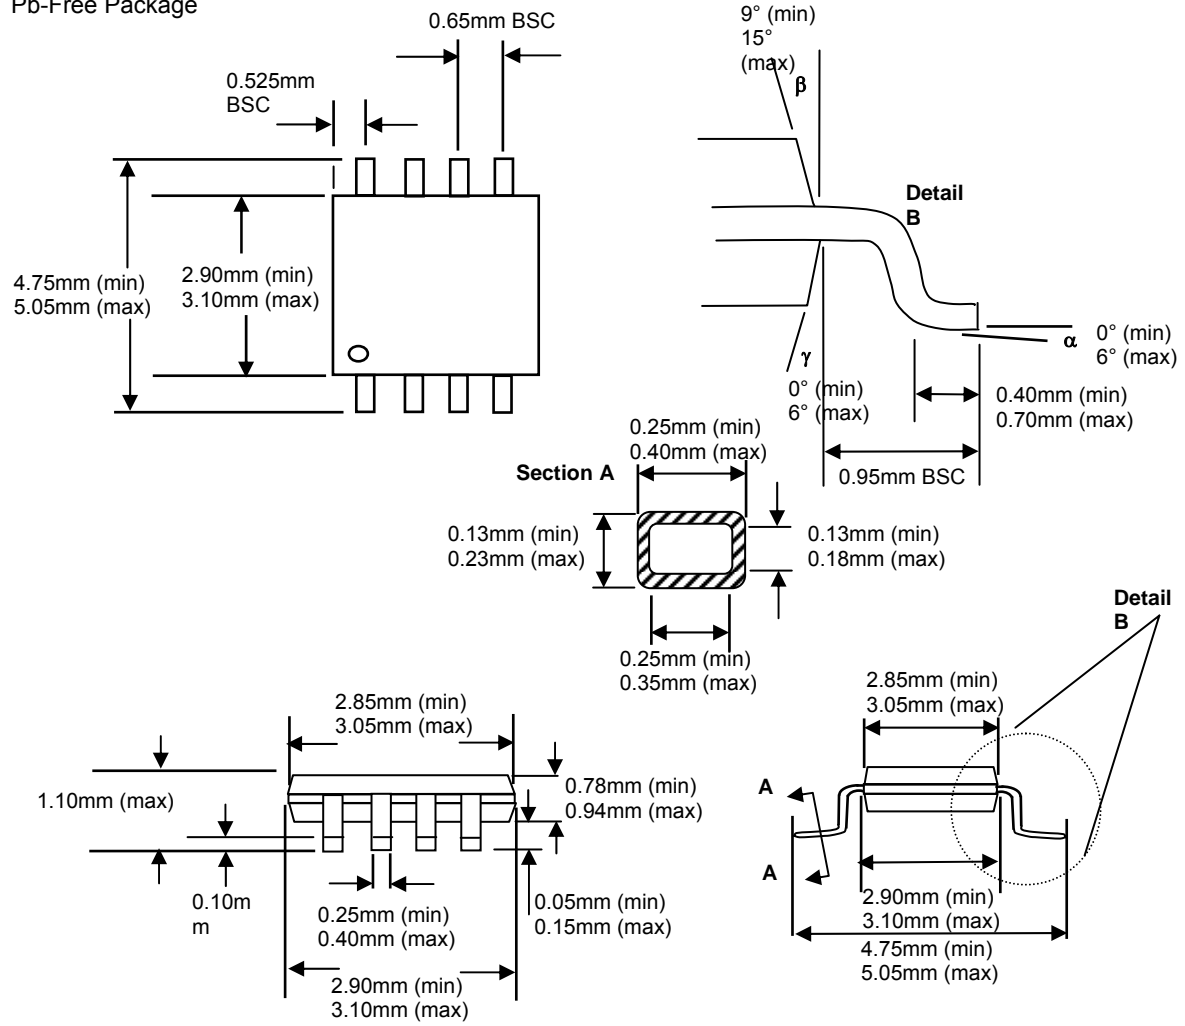 Pb-Free Package
0.65mm BSC
0.525mm
BSC
4.75mm (min)
5.05mm (max)
2.90mm (min)
3.10mm (max)
9° (min)
15°
(max)
β
Detail
B
α
0° (min)
6° (max)
γ
0° (min)
6° (max)
0.40mm (min)
0.70mm (max)
0.95mm BSC
Section A
0.25mm (min)
0.40mm (max)
0.13mm (min)
0.23mm (max)
0.13mm (min)
0.18mm (max)
0.25mm (min)
0.35mm (max)
2.85mm (min)
3.05mm (max)
1.10mm (max)
0.78mm (min)
0.94mm (max)
0.10m
m
0.25mm (min)
0.40mm (max)
0.05mm (min)
0.15mm (max)
2.90mm (min)
3.10mm (max)
Detail
B
2.85mm (min)
3.05mm (max)
A
A
2.90mm (min)
3.10mm (max)
4.75mm (min)
5.05mm (max)